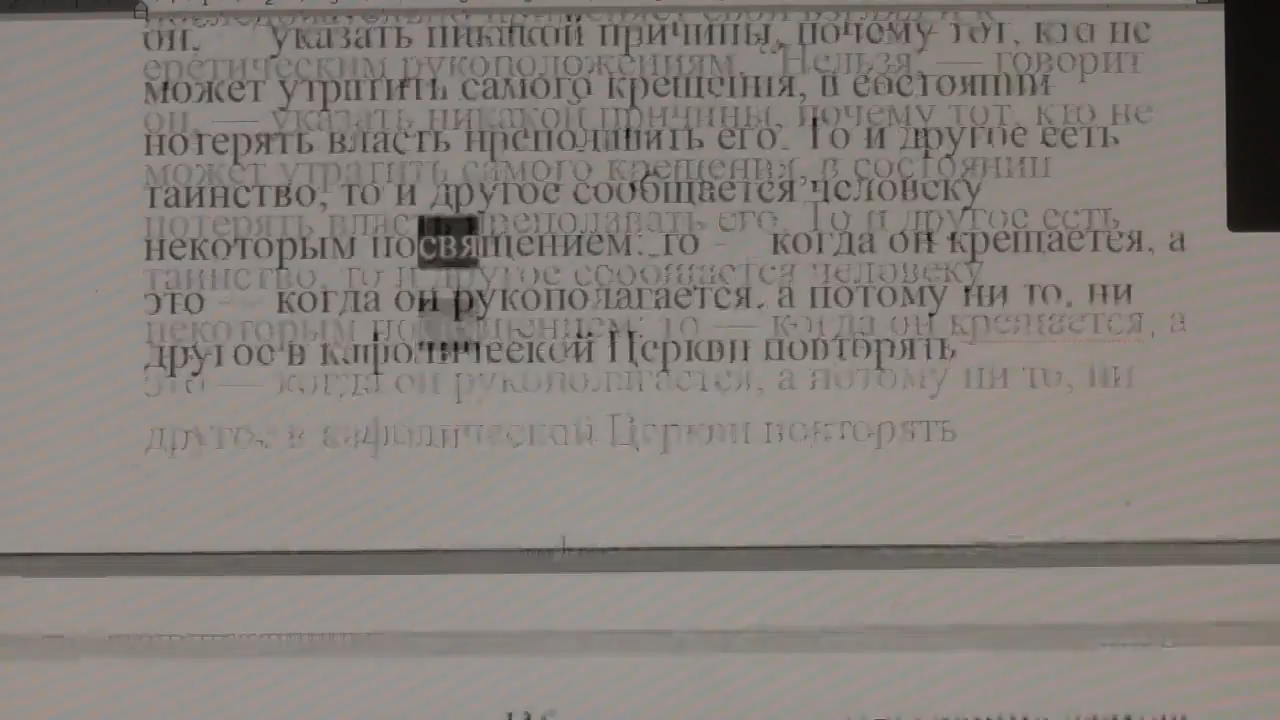 он, — указать никакой причины, почему тот, кто не
может утратить самого крещения, в состоянии
потерять власть преподавать его. То и другое есть
таинство, то и другое сообщается человеку
некоторым посвящением: то — когда он крещается, а
это — когда он рукополагается, а потому ни то, ни
другое в кафолической Церкви повторять